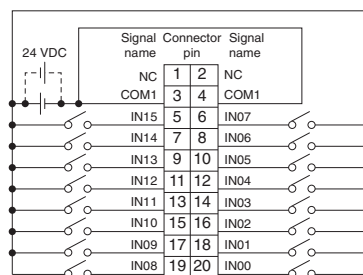 Signal Connector Signal
24 VDC name pin name
NC 1 2 NC
COM1 3 4 COM1
IN15 5 6 IN07
IN14 7 8 IN06
IN13 9 10 IN05
IN12 11 12 IN04
IN11 13 14 IN03
IN10 15 16 IN02
IN09 17 18 IN01
IN08 19 20 IN00